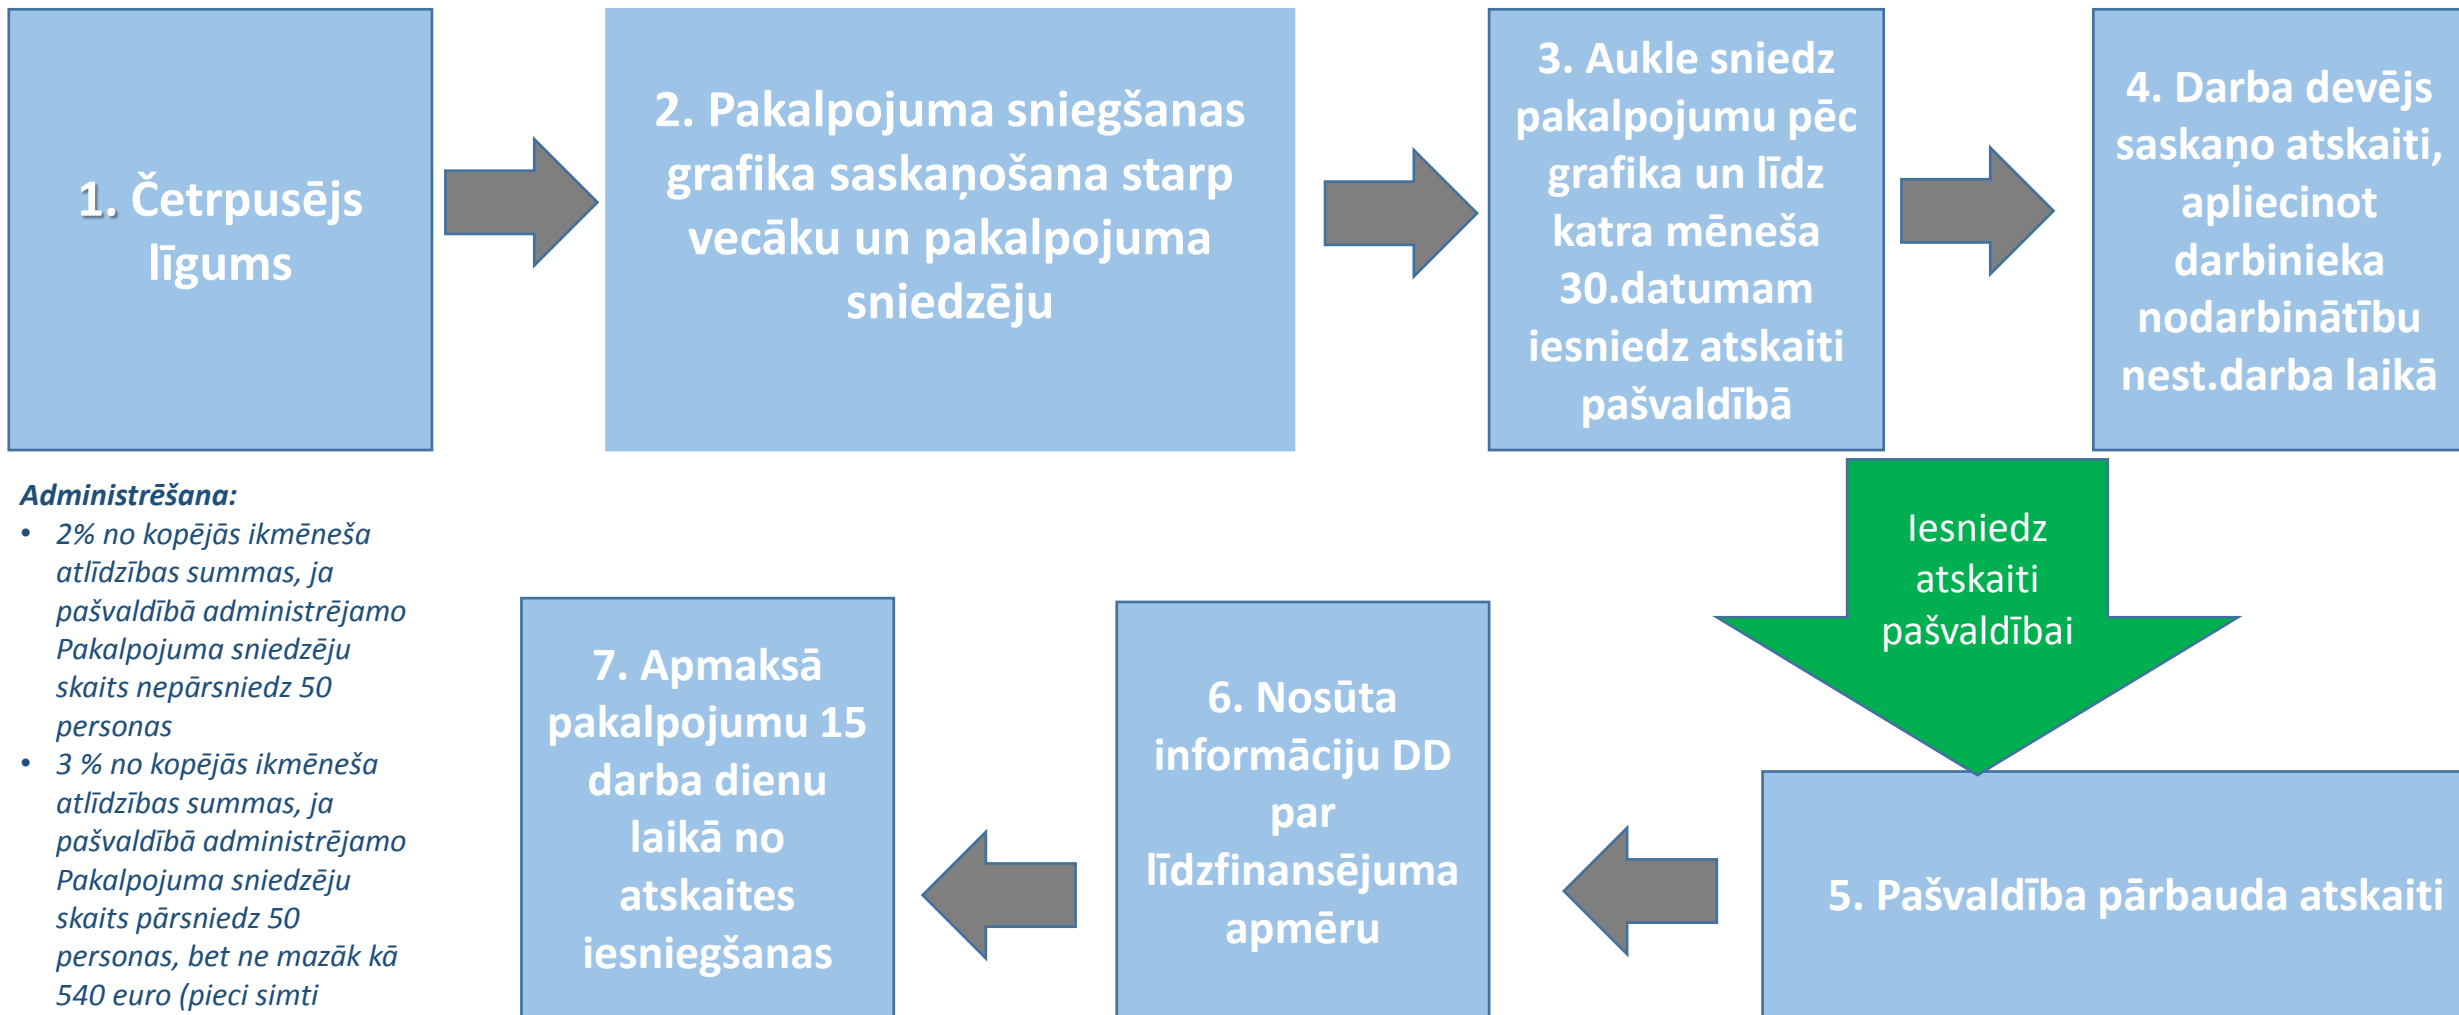 1. Četrpusējs
līgums
2. Pakalpojuma sniegšanas
grafika saskaņošana starp
vecāku un pakalpojuma
sniedzēju
3. Aukle sniedz
pakalpojumu pēc
grafika un līdz
katra mēneša
30.datumam
iesniedz atskaiti
pašvaldībā
4. Darba devējs
saskaņo atskaiti,
apliecinot
darbinieka
nodarbinātību
nest.darba laikā
Iesniedz
atskaiti
pašvaldībai
5. Pašvaldība pārbauda atskaiti
6. Nosūta
informāciju DD
par
līdzfinansējuma
apmēru
7. Apmaksā
pakalpojumu 15
darba dienu
laikā no
atskaites
iesniegšanas
Administrēšana:
• 2% no kopējās ikmēneša
atlīdzības summas, ja
pašvaldībā administrējamo
Pakalpojuma sniedzēju
skaits nepārsniedz 50
personas
• 3 % no kopējās ikmēneša
atlīdzības summas, ja
pašvaldībā administrējamo
Pakalpojuma sniedzēju
skaits pārsniedz 50
personas, bet ne mazāk kā
540 euro (pieci simti